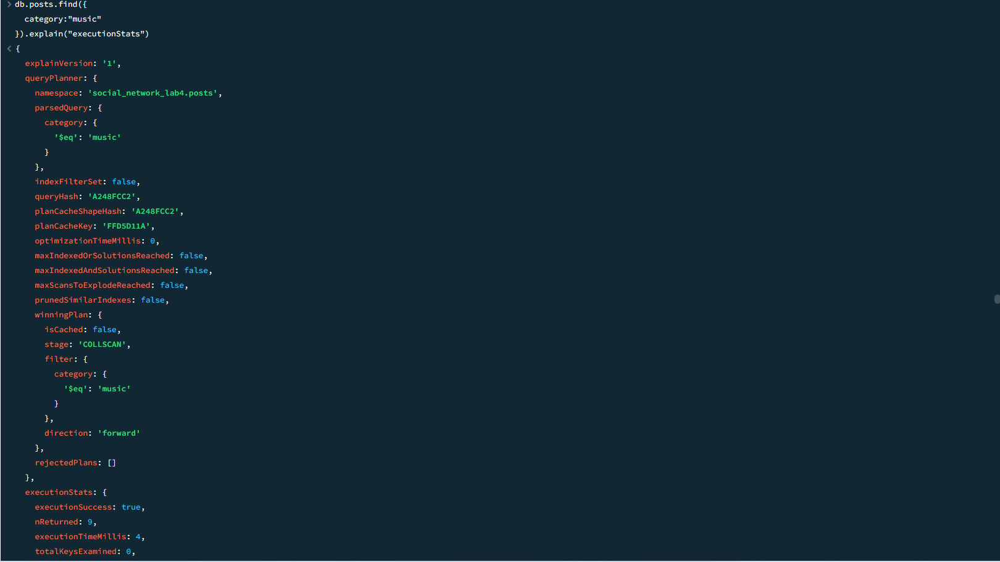 > db.posts.find({
category:"music"
}).explain("executionStats")
< {
explainVersion: '1',
queryPlanner: {
namespace: 'social_network_lab4.posts',
parsedQuery: {
category: {
'$eq': 'music'
}
},
indexFilterSet: false,
queryHash: 'A248FCC2',
planCacheShapeHash: 'A248FCC2',
planCacheKey: 'FFD5D11A',
optimizationTimeMillis: 0,
maxIndexedOrSolutionsReached: false,
maxIndexedAndSolutionsReached: false,
maxScansToExplodeReached: false,
prunedSimilarIndexes: false,
winningPlan: {
isCached: false,
stage: 'COLLSCAN',
filter: {
category: {
'$eq': 'music'
}
},
direction: 'forward'
},
rejectedPlans: []
},
executionStats: {
executionSuccess: true,
nReturned: 9,
executionTimeMillis: 4,
totalKeysExamined: 0,